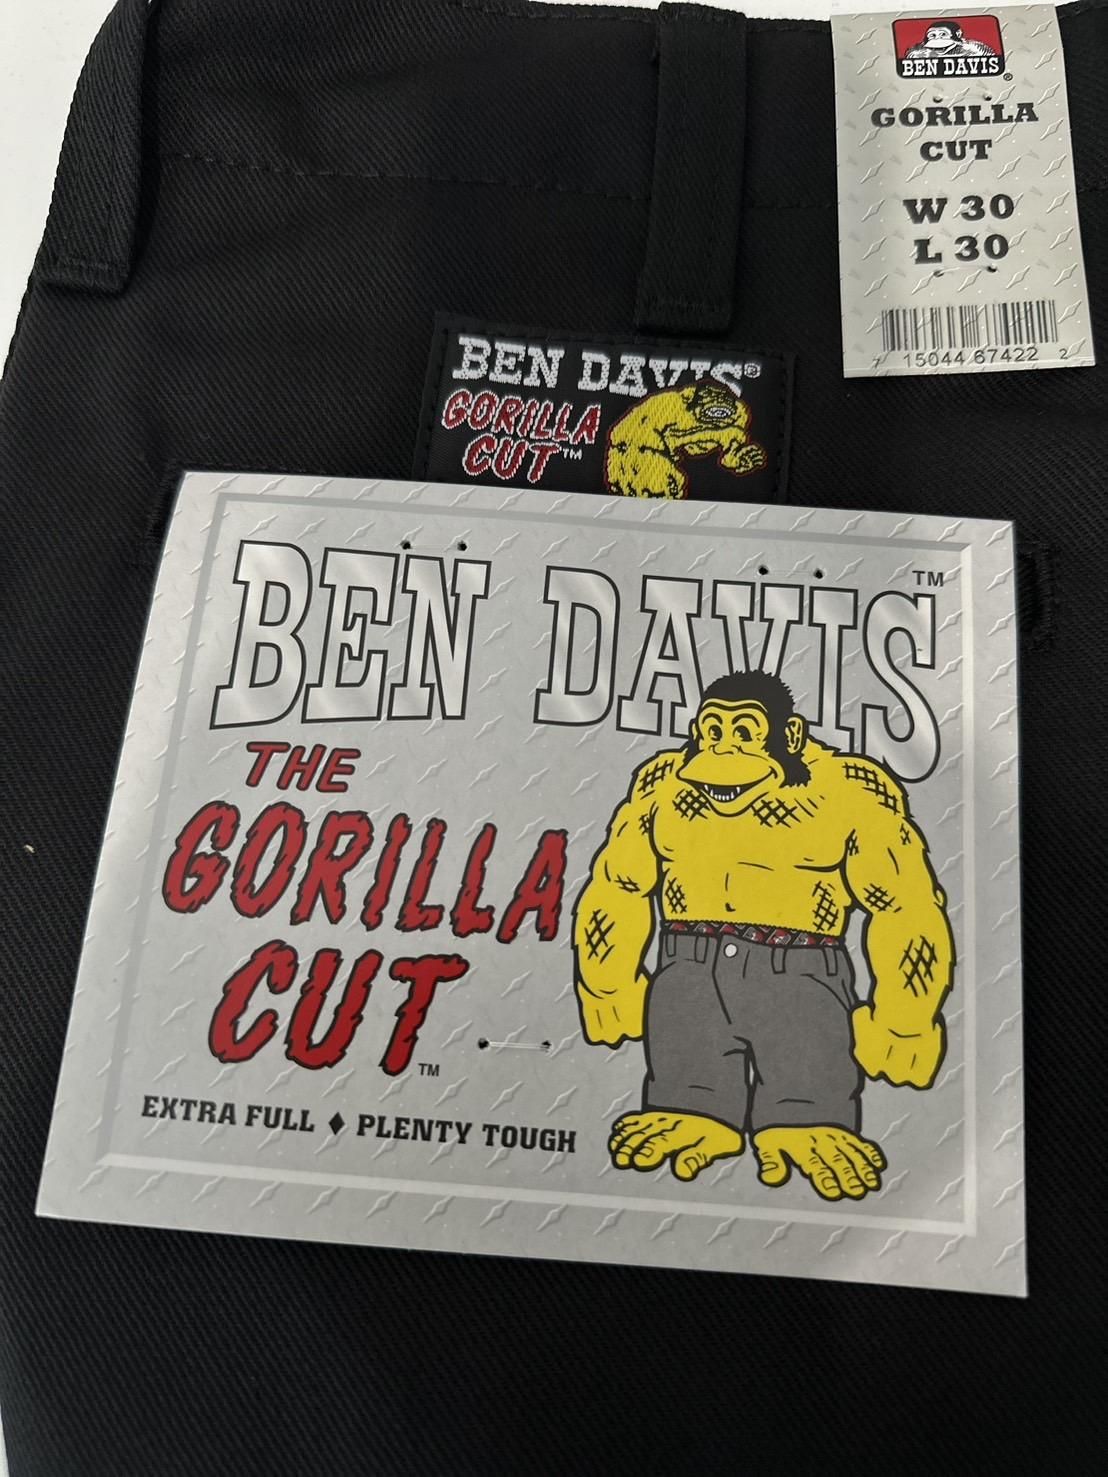 BEN DAVIS®
GORILLA
CUT
W 30
L 30
7 15044 67422 2
BEN DAVIS®
GORILLA
CUT™
BEN DAVIS™
THE
GORILLA
CUT™
EXTRA FULL ♦ PLENTY TOUGH